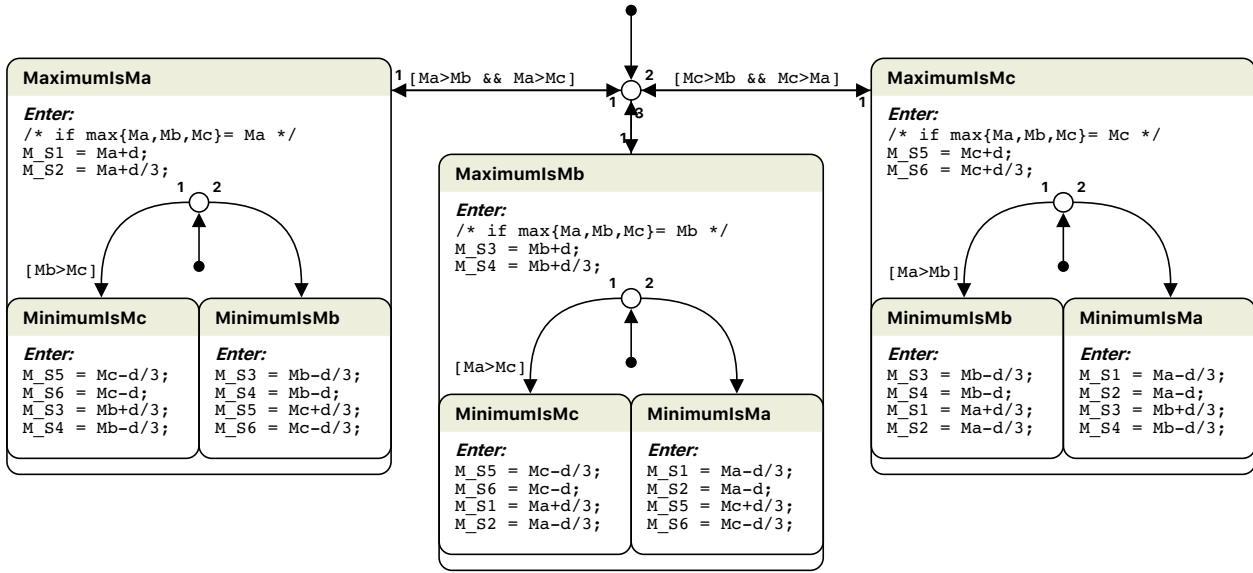 MaximumIsMa
Enter:
/* if max{Ma,Mb,Mc}= Ma */
M_S1 = Ma+d;
M_S2 = Ma+d/3;
1
2
[Mb>Mc]
MinimumIsMc
Enter:
M_S5 = Mc-d/3;
M_S6 = Mc-d;
M_S3 = Mb+d/3;
M_S4 = Mb-d/3;
MinimumIsMb
Enter:
M_S3 = Mb-d/3;
M_S4 = Mb-d;
M_S5 = Mc+d/3;
M_S6 = Mc-d/3;
1
[Ma>Mb && Ma>Mc]
1
2
[Mc>Mb && Mc>Ma]
1
3
1
MaximumIsMb
Enter:
/* if max{Ma,Mb,Mc}= Mb */
M_S3 = Mb+d;
M_S4 = Mb+d/3;
1
2
[Ma>Mc]
MinimumIsMc
Enter:
M_S5 = Mc-d/3;
M_S6 = Mc-d;
M_S1 = Ma+d/3;
M_S2 = Ma-d/3;
MinimumIsMa
Enter:
M_S1 = Ma-d/3;
M_S2 = Ma-d;
M_S5 = Mc+d/3;
M_S6 = Mc-d/3;
MaximumIsMc
Enter:
/* if max{Ma,Mb,Mc}= Mc */
M_S5 = Mc+d;
M_S6 = Mc+d/3;
1
2
[Ma>Mb]
MinimumIsMb
Enter:
M_S3 = Mb-d/3;
M_S4 = Mb-d;
M_S1 = Ma+d/3;
M_S2 = Ma-d/3;
MinimumIsMa
Enter:
M_S1 = Ma-d/3;
M_S2 = Ma-d;
M_S3 = Mb+d/3;
M_S4 = Mb-d/3;